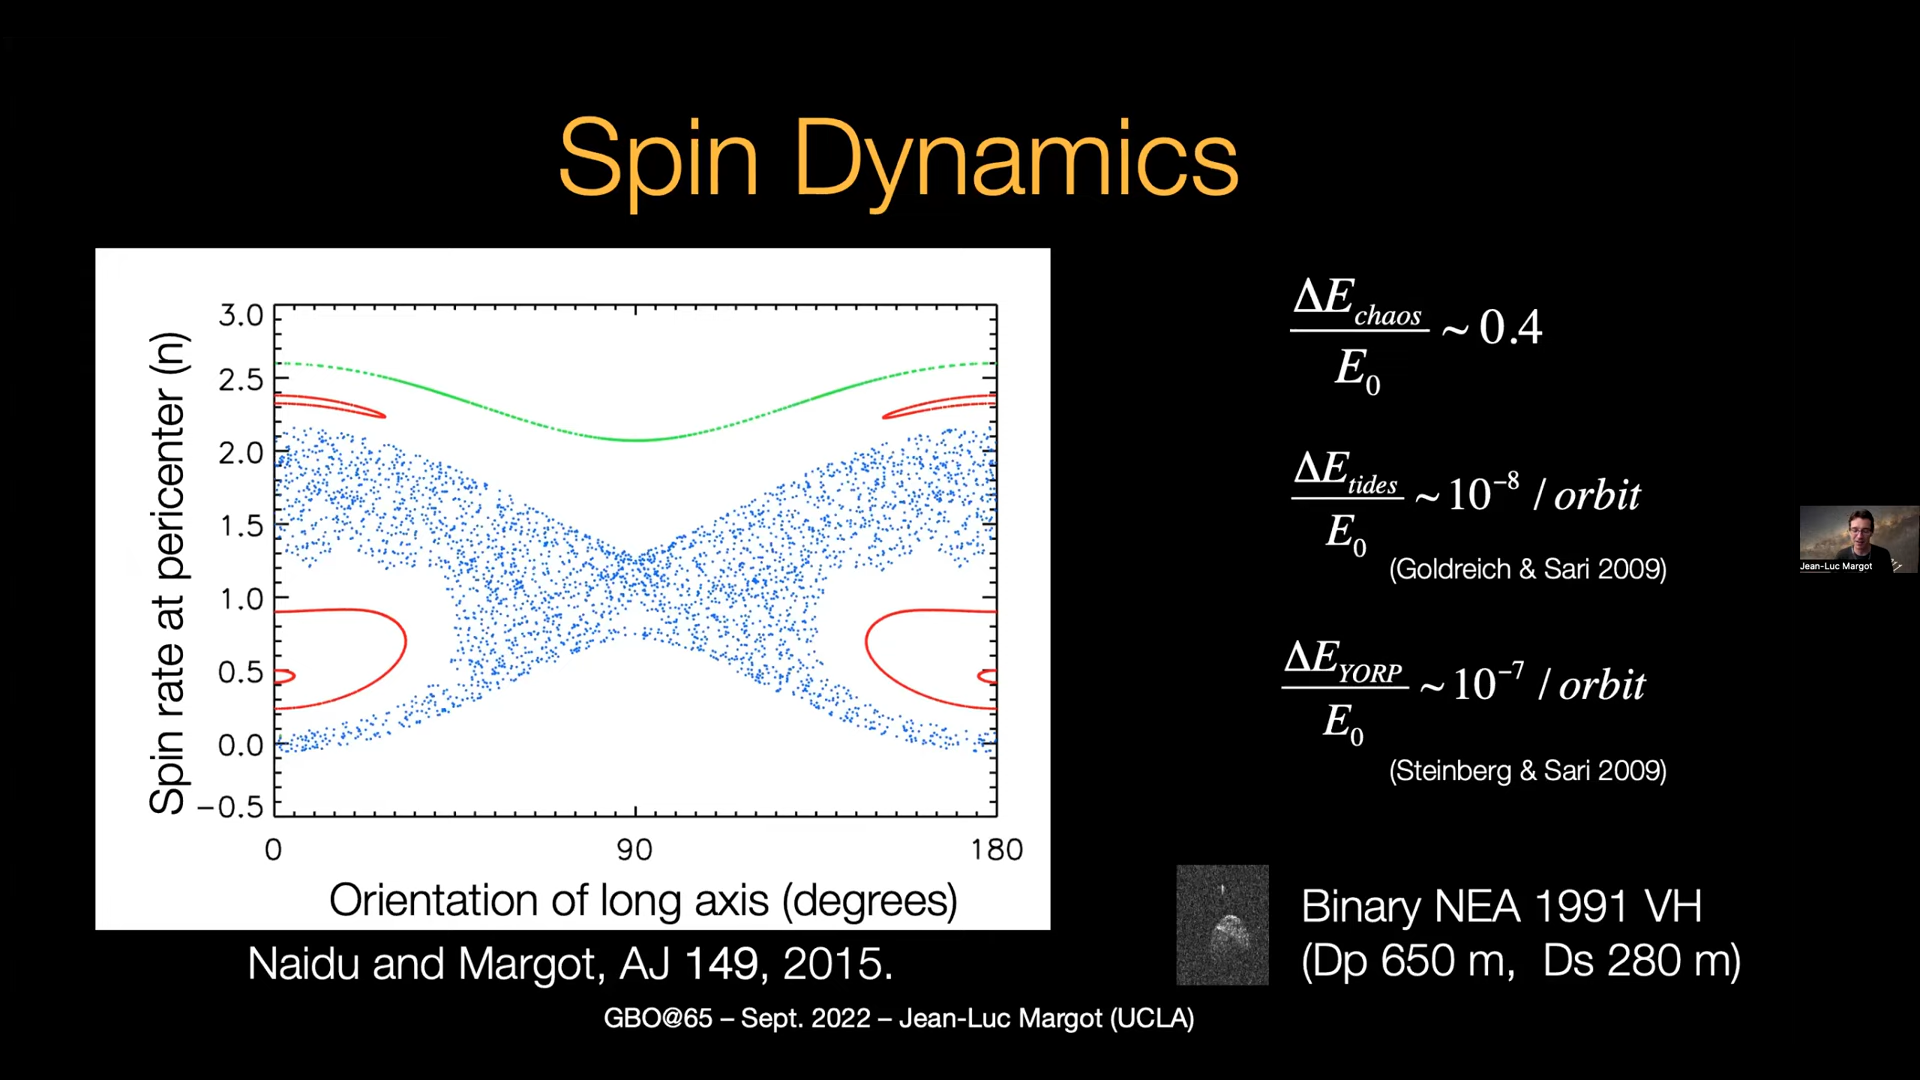 Spin Dynamics
3.0
2.5
2.0
1.5
1.0
0.5
0.0
−0.5
Spin rate at pericenter (n)
0 90 180
Orientation of long axis (degrees)
Naidu and Margot, AJ 149, 2015.
ΔE_chaos / E_0 ~ 0.4
ΔE_tides / E_0 ~ 10^−8 / orbit
(Goldreich & Sari 2009)
ΔE_YORP / E_0 ~ 10^−7 / orbit
(Steinberg & Sari 2009)
Jean-Luc Margot
Binary NEA 1991 VH
(Dp 650 m, Ds 280 m)
GBO@65 – Sept. 2022 – Jean-Luc Margot (UCLA)